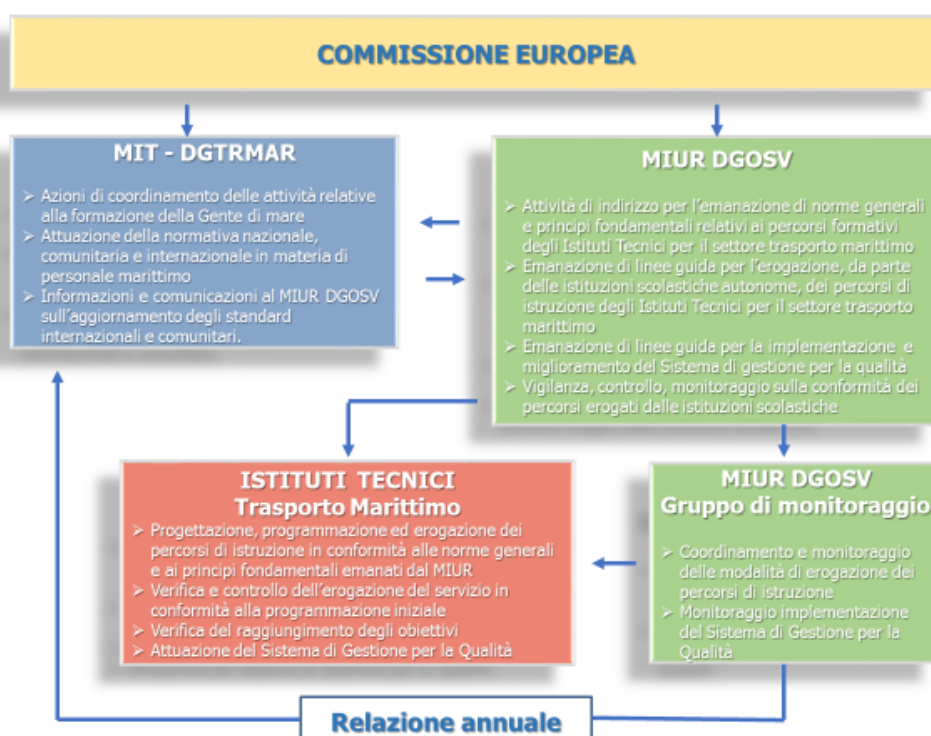 COMMISSIONE EUROPEA
MIT - DGTRMAR
➢ Azioni di coordinamento delle attività relative
alla formazione della Gente di mare
➢ Attuazione della normativa nazionale,
comunitaria e internazionale in materia di
personale marittimo
➢ Informazioni e comunicazioni al MIUR DGOSV
sull'aggiornamento degli standard
internazionali e comunitari.
MIUR DGOSV
➢ Attività di indirizzo per l'emanazione di norme generali
e principi fondamentali relativi ai percorsi formativi
degli Istituti Tecnici per il settore trasporto marittimo
➢ Emanazione di linee guida per l'erogazione, da parte
delle istituzioni scolastiche autonome, dei percorsi di
istruzione degli Istituti Tecnici per il settore trasporto
marittimo
➢ Emanazione di linee guida per la implementazione e
miglioramento del Sistema di gestione per la qualità
➢ Vigilanza, controllo, monitoraggio sulla conformità dei
percorsi erogati dalle istituzioni scolastiche
ISTITUTI TECNICI
Trasporto Marittimo
➢ Progettazione, programmazione ed erogazione dei
percorsi di istruzione in conformità alle norme generali
e ai principi fondamentali emanati dal MIUR
➢ Verifica e controllo dell'erogazione del servizio in
conformità alla programmazione iniziale
➢ Verifica del raggiungimento degli obiettivi
➢ Attuazione del Sistema di Gestione per la Qualità
MIUR DGOSV
Gruppo di monitoraggio
➢ Coordinamento e monitoraggio
delle modalità di erogazione dei
percorsi di istruzione
➢ Monitoraggio implementazione
del Sistema di Gestione per la
Qualità
Relazione annuale